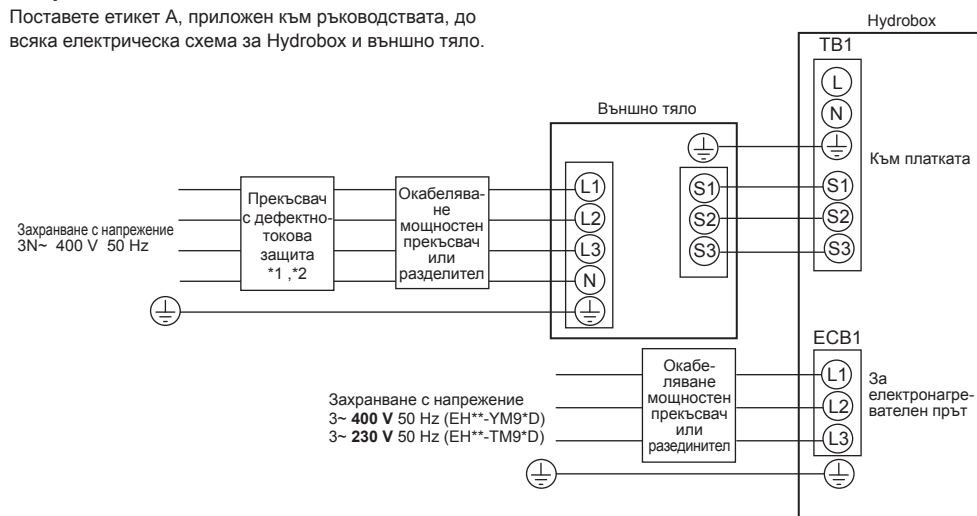 Поставете етикет A, приложен към ръководствата, до
всяка електрическа схема за Hydrobox и външно тяло.
Hydrobox
TB1
L
N
Към платката
S1
S2
S3
Външно тяло
S1
S2
S3
L1
L2
L3
N
Захранване с напрежение
3N~ 400 V 50 Hz
Прекъсвач
с дефектно-
токова
защита
*1 ,*2
Окабелява-
не
мощностен
прекъсвач
или
разделител
ECB1
L1
L2
L3
За
електронагре-
вателен прът
Окабе-
ляване
мощностен
прекъсвач
или
разединител
Захранване с напрежение
3~ 400 V 50 Hz (EH**-YM9*D)
3~ 230 V 50 Hz (EH**-TM9*D)